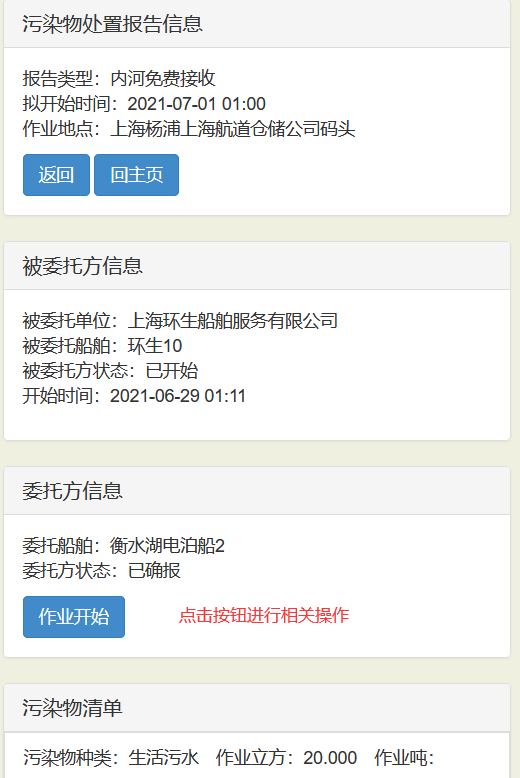 污染物处置报告信息
报告类型：内河免费接收
拟开始时间：2021-07-01 01:00
作业地点：上海杨浦上海航道仓储公司码头
返回 回主页
被委托方信息
被委托单位：上海环生船舶服务有限公司
被委托船舶：环生10
被委托方状态：已开始
开始时间：2021-06-29 01:11
委托方信息
委托船舶：衡水湖电泊船2
委托方状态：已确报
作业开始 点击按钮进行相关操作
污染物清单
污染物种类：生活污水 作业立方：20.000 作业吨：